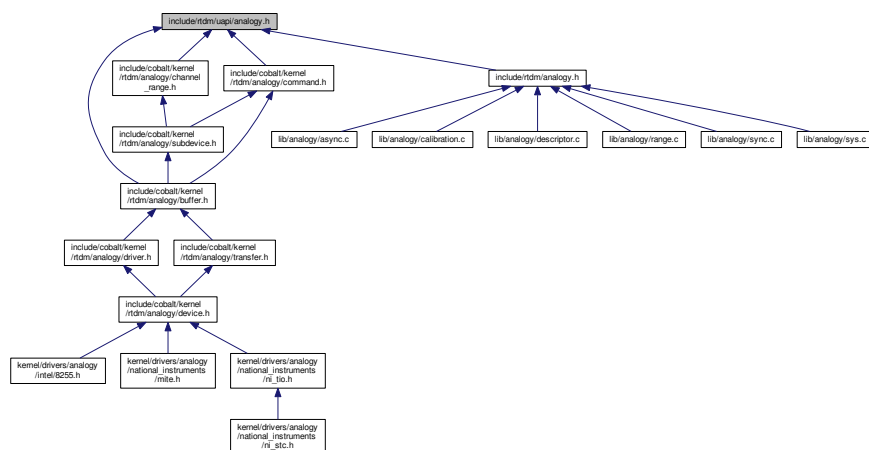 include/rtdm/uapi/analogy.h
include/cobalt/kernel
/rtdm/analogy/channel
_range.h
include/cobalt/kernel
/rtdm/analogy/command.h
include/rtdm/analogy.h
include/cobalt/kernel
/rtdm/analogy/subdevice.h
lib/analogy/async.c
lib/analogy/calibration.c
lib/analogy/descriptor.c
lib/analogy/range.c
lib/analogy/sync.c
lib/analogy/sys.c
include/cobalt/kernel
/rtdm/analogy/buffer.h
include/cobalt/kernel
/rtdm/analogy/driver.h
include/cobalt/kernel
/rtdm/analogy/transfer.h
include/cobalt/kernel
/rtdm/analogy/device.h
kernel/drivers/analogy
/intel/8255.h
kernel/drivers/analogy
/national_instruments
/mite.h
kernel/drivers/analogy
/national_instruments
/ni_tio.h
kernel/drivers/analogy
/national_instruments
/ni_stc.h